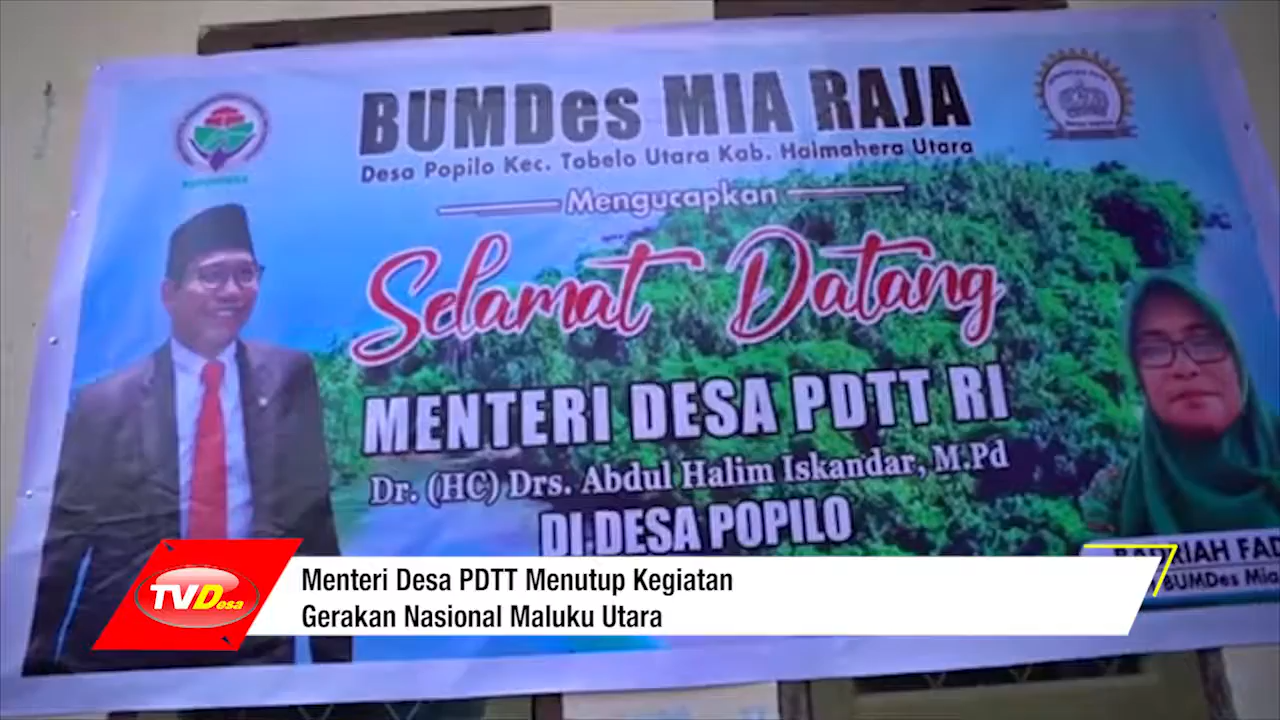 BUMDes MIA RAJA
Desa Popilo Kec. Tobelo Utara Kab. Halmahera Utara
Mengucapkan
Selamat Datang
MENTERI DESA PDTT RI
Dr. (HC) Drs. Abdul Halim Iskandar, M.Pd
DI DESA POPILO
BUMDes Mia
TVDesa
Menteri Desa PDTT Menutup Kegiatan
Gerakan Nasional Maluku Utara